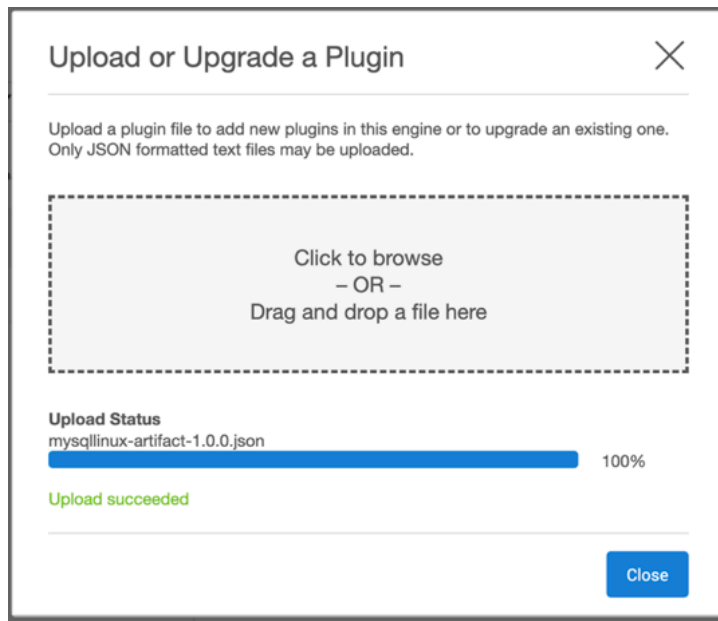 Upload or Upgrade a Plugin
Upload a plugin file to add new plugins in this engine or to upgrade an existing one.
Only JSON formatted text files may be uploaded.
Click to browse
– OR –
Drag and drop a file here
Upload Status
mysqllinux-artifact-1.0.0.json
100%
Upload succeeded
Close